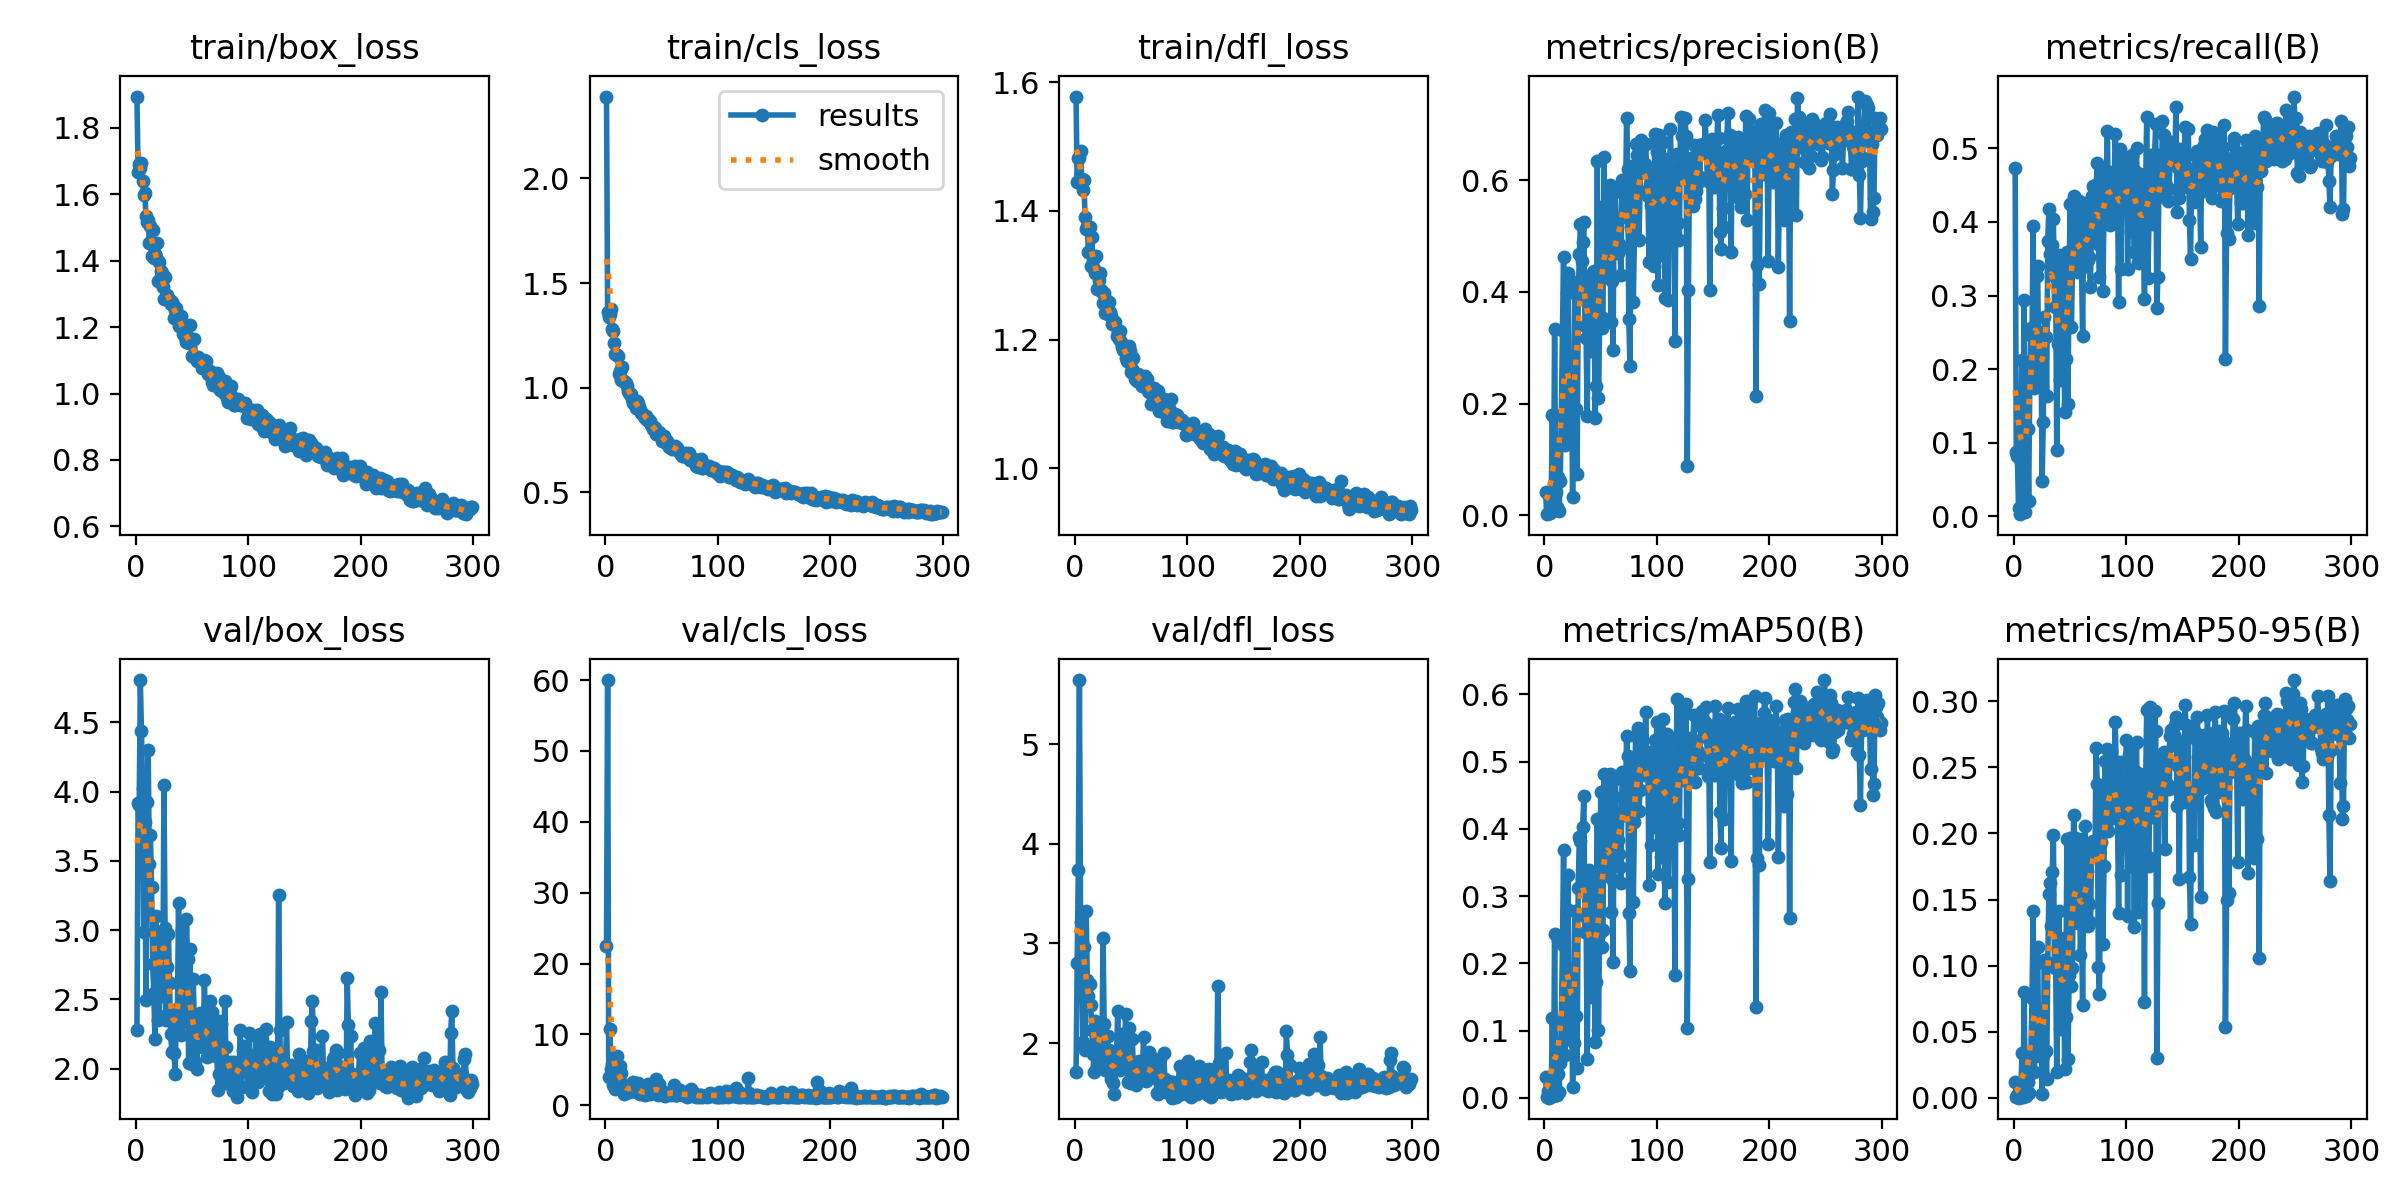 train/box_loss
1.8
1.6
1.4
1.2
1.0
0.8
0.6
0 100 200 300
train/cls_loss
results
smooth
2.0
1.5
1.0
0.5
0 100 200 300
train/dfl_loss
1.6
1.4
1.2
1.0
0 100 200 300
metrics/precision(B)
0.6
0.4
0.2
0.0
0 100 200 300
metrics/recall(B)
0.5
0.4
0.3
0.2
0.1
0.0
0 100 200 300
val/box_loss
4.5
4.0
3.5
3.0
2.5
2.0
0 100 200 300
val/cls_loss
60
50
40
30
20
10
0
0 100 200 300
val/dfl_loss
5
4
3
2
0 100 200 300
metrics/mAP50(B)
0.6
0.5
0.4
0.3
0.2
0.1
0.0
0 100 200 300
metrics/mAP50-95(B)
0.30
0.25
0.20
0.15
0.10
0.05
0.00
0 100 200 300